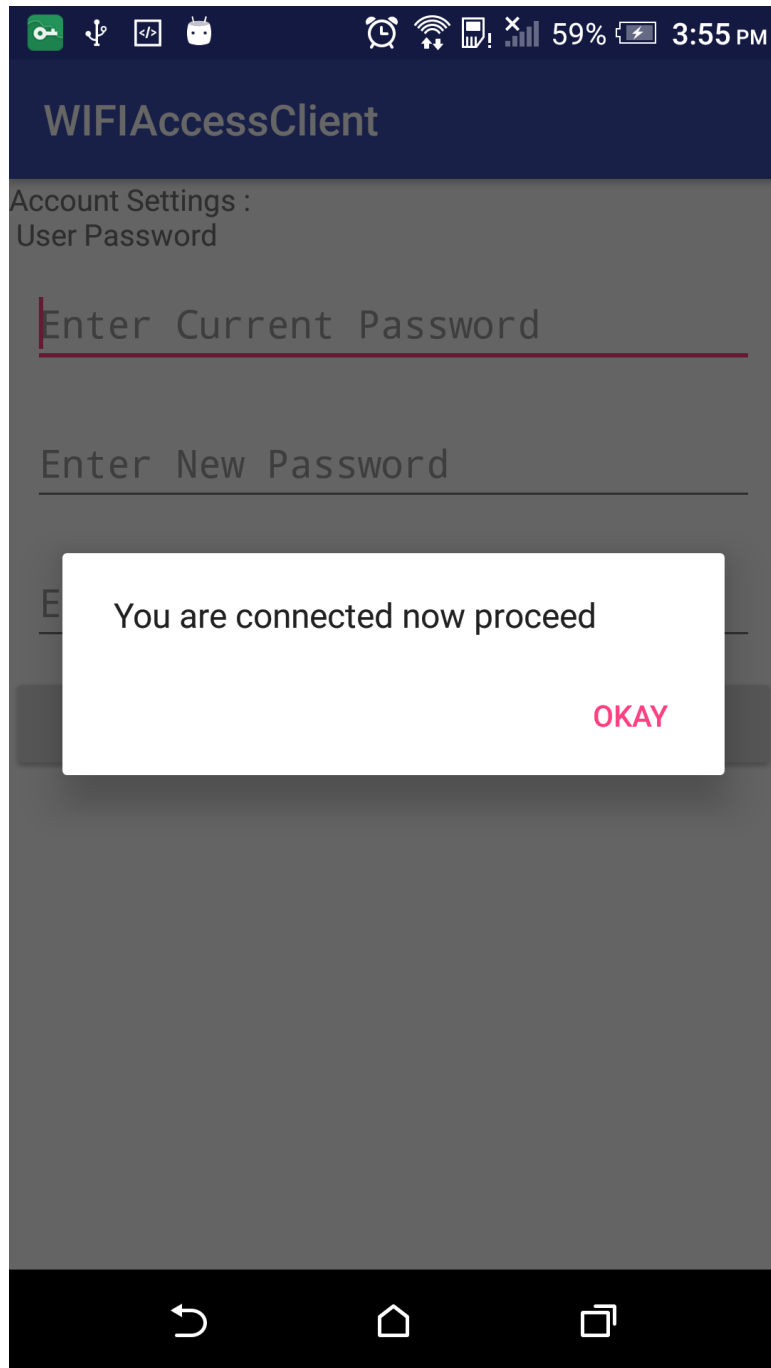 59% 3:55 PM
WIFIAccessClient
Account Settings :
User Password
Enter Current Password
Enter New Password
E
You are connected now proceed
OKAY